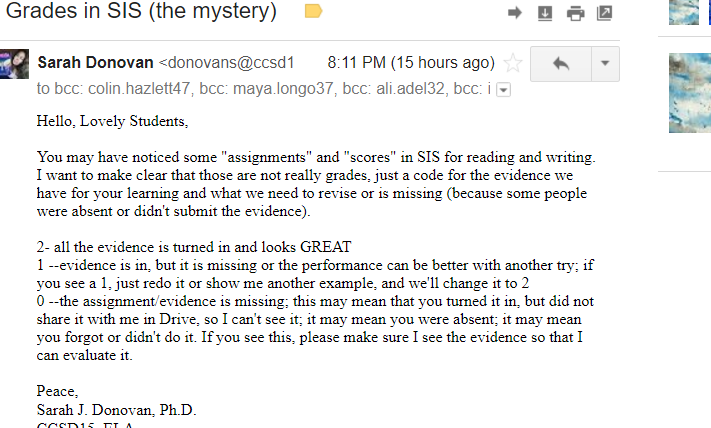 Grades in SIS (the mystery)
Sarah Donovan <donovans@ccsd1 8:11 PM (15 hours ago)
to bcc: colin.hazlett47, bcc: maya.longo37, bcc: ali.adel32, bcc: i
Hello, Lovely Students,
You may have noticed some "assignments" and "scores" in SIS for reading and writing.
I want to make clear that those are not really grades, just a code for the evidence we
have for your learning and what we need to revise or is missing (because some people
were absent or didn't submit the evidence).
2- all the evidence is turned in and looks GREAT
1 --evidence is in, but it is missing or the performance can be better with another try; if
you see a 1, just redo it or show me another example, and we'll change it to 2
0 --the assignment/evidence is missing; this may mean that you turned it in, but did not
share it with me in Drive, so I can't see it; it may mean you were absent; it may mean
you forgot or didn't do it. If you see this, please make sure I see the evidence so that I
can evaluate it.
Peace,
Sarah J. Donovan, Ph.D.
CCSD15, ELA